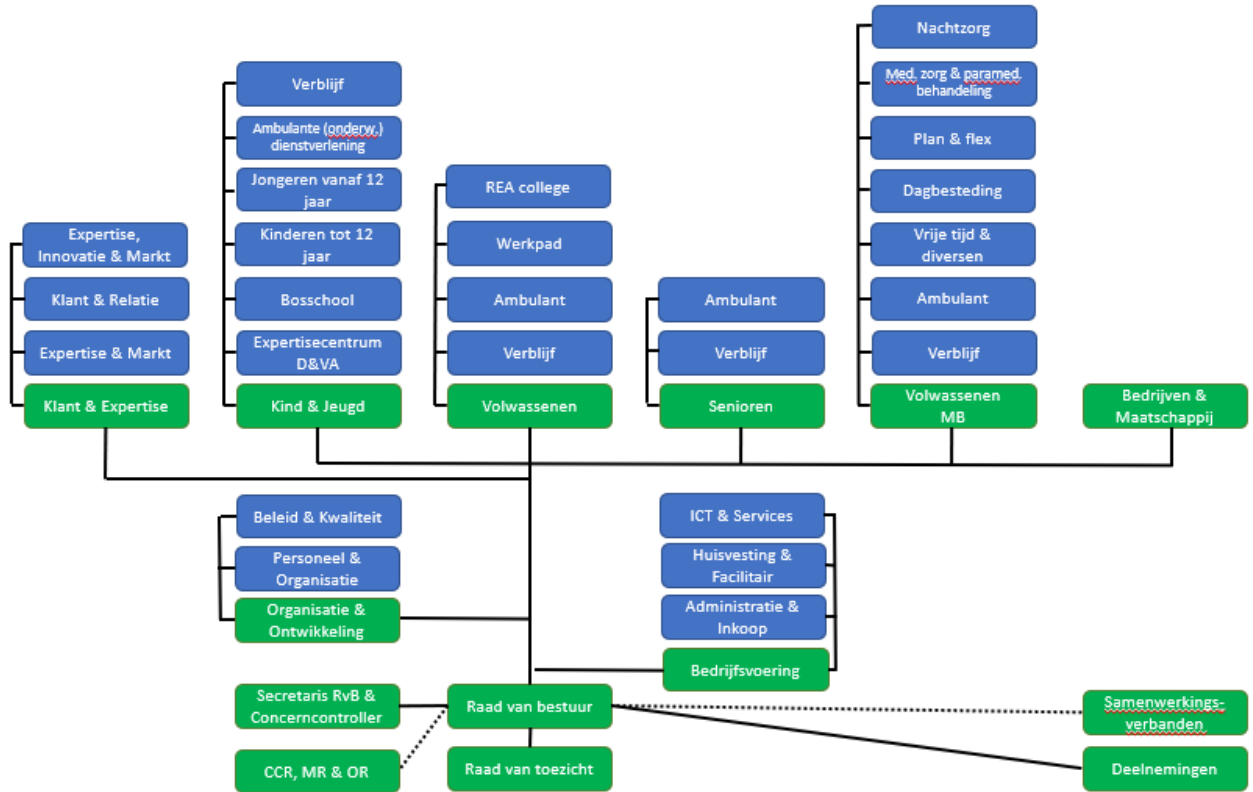 Nachtzorg
Med. zorg & paramed.
behandeling
Plan & flex
Dagbesteding
Vrije tijd &
diversen
Ambulant
Verblijf
Volwassenen
MB
Verblijf
Ambulante (onderw.)
dienstverlening
Jongeren vanaf 12
jaar
Kinderen tot 12
jaar
Bosschool
Expertisecentrum
D&VA
Kind & Jeugd
REA college
Werkpad
Ambulant
Verblijf
Volwassenen
Expertise,
Innovatie & Markt
Klant & Relatie
Expertise & Markt
Klant & Expertise
Ambulant
Verblijf
Senioren
Bedrijven &
Maatschappij
Beleid & Kwaliteit
Personeel &
Organisatie
Organisatie &
Ontwikkeling
ICT & Services
Huisvesting &
Facilitair
Administratie &
Inkoop
Bedrijfsvoering
Secretaris RvB &
Concerncontroller
Raad van bestuur
Samenwerkings-
verbanden
CCR, MR & OR
Raad van toezicht
Deelnemingen